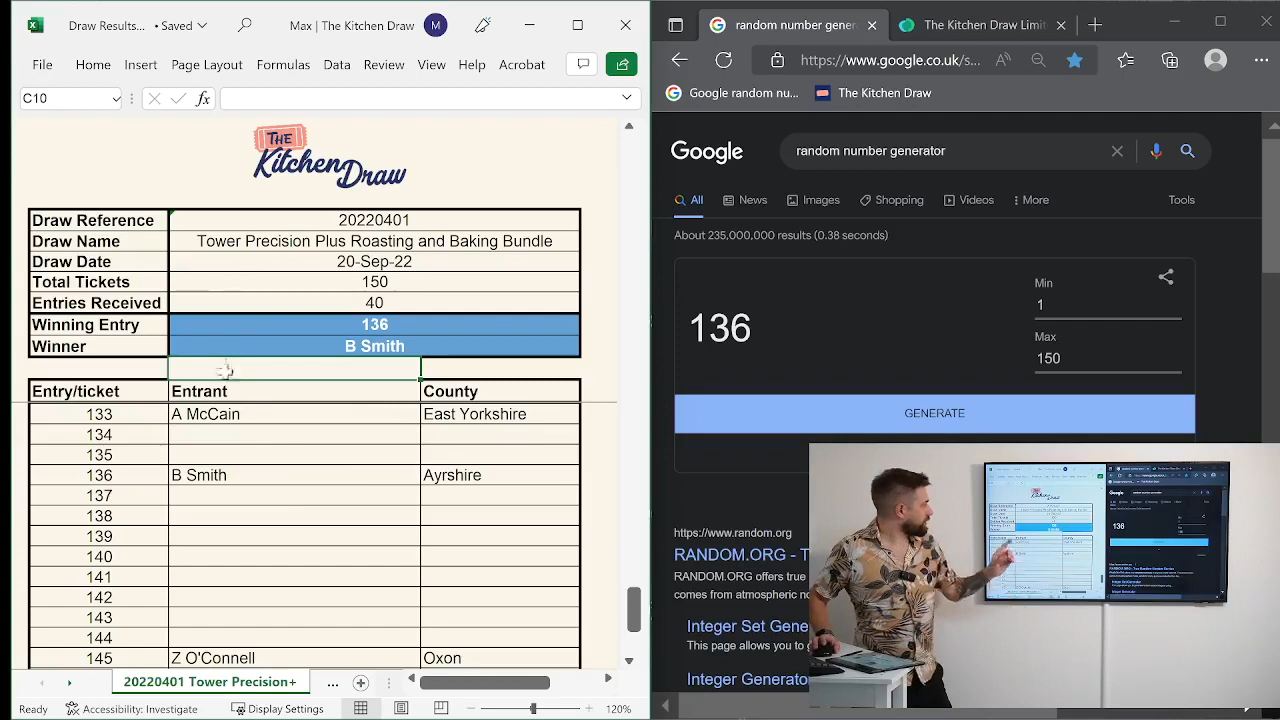 Draw Results... • Saved
Max | The Kitchen Draw
M
File
Home
Insert
Page Layout
Formulas
Data
Review
View
Help
Acrobat
C10
fx
THE
Kitchen Draw
Draw Reference 20220401
Draw Name Tower Precision Plus Roasting and Baking Bundle
Draw Date 20-Sep-22
Total Tickets 150
Entries Received 40
Winning Entry 136
Winner B Smith
Entry/ticket Entrant County
133 A McCain East Yorkshire
134
135
136 B Smith Ayrshire
137
138
139
140
141
142
143
144
145 Z O'Connell Oxon
20220401 Tower Precision+
...
Ready
Accessibility: Investigate
Display Settings
120%
random number gener
The Kitchen Draw Limit
https://www.google.co.uk/s...
Google random nu...
The Kitchen Draw
Google
random number generator
All
News
Images
Shopping
Videos
More
Tools
About 235,000,000 results (0.38 seconds)
136
Min
1
Max
150
GENERATE
https://www.random.org
RANDOM.ORG - T
RANDOM.ORG offers true
comes from atmospheric no
Integer Set Gene
This page allows you to g
Integer Generato